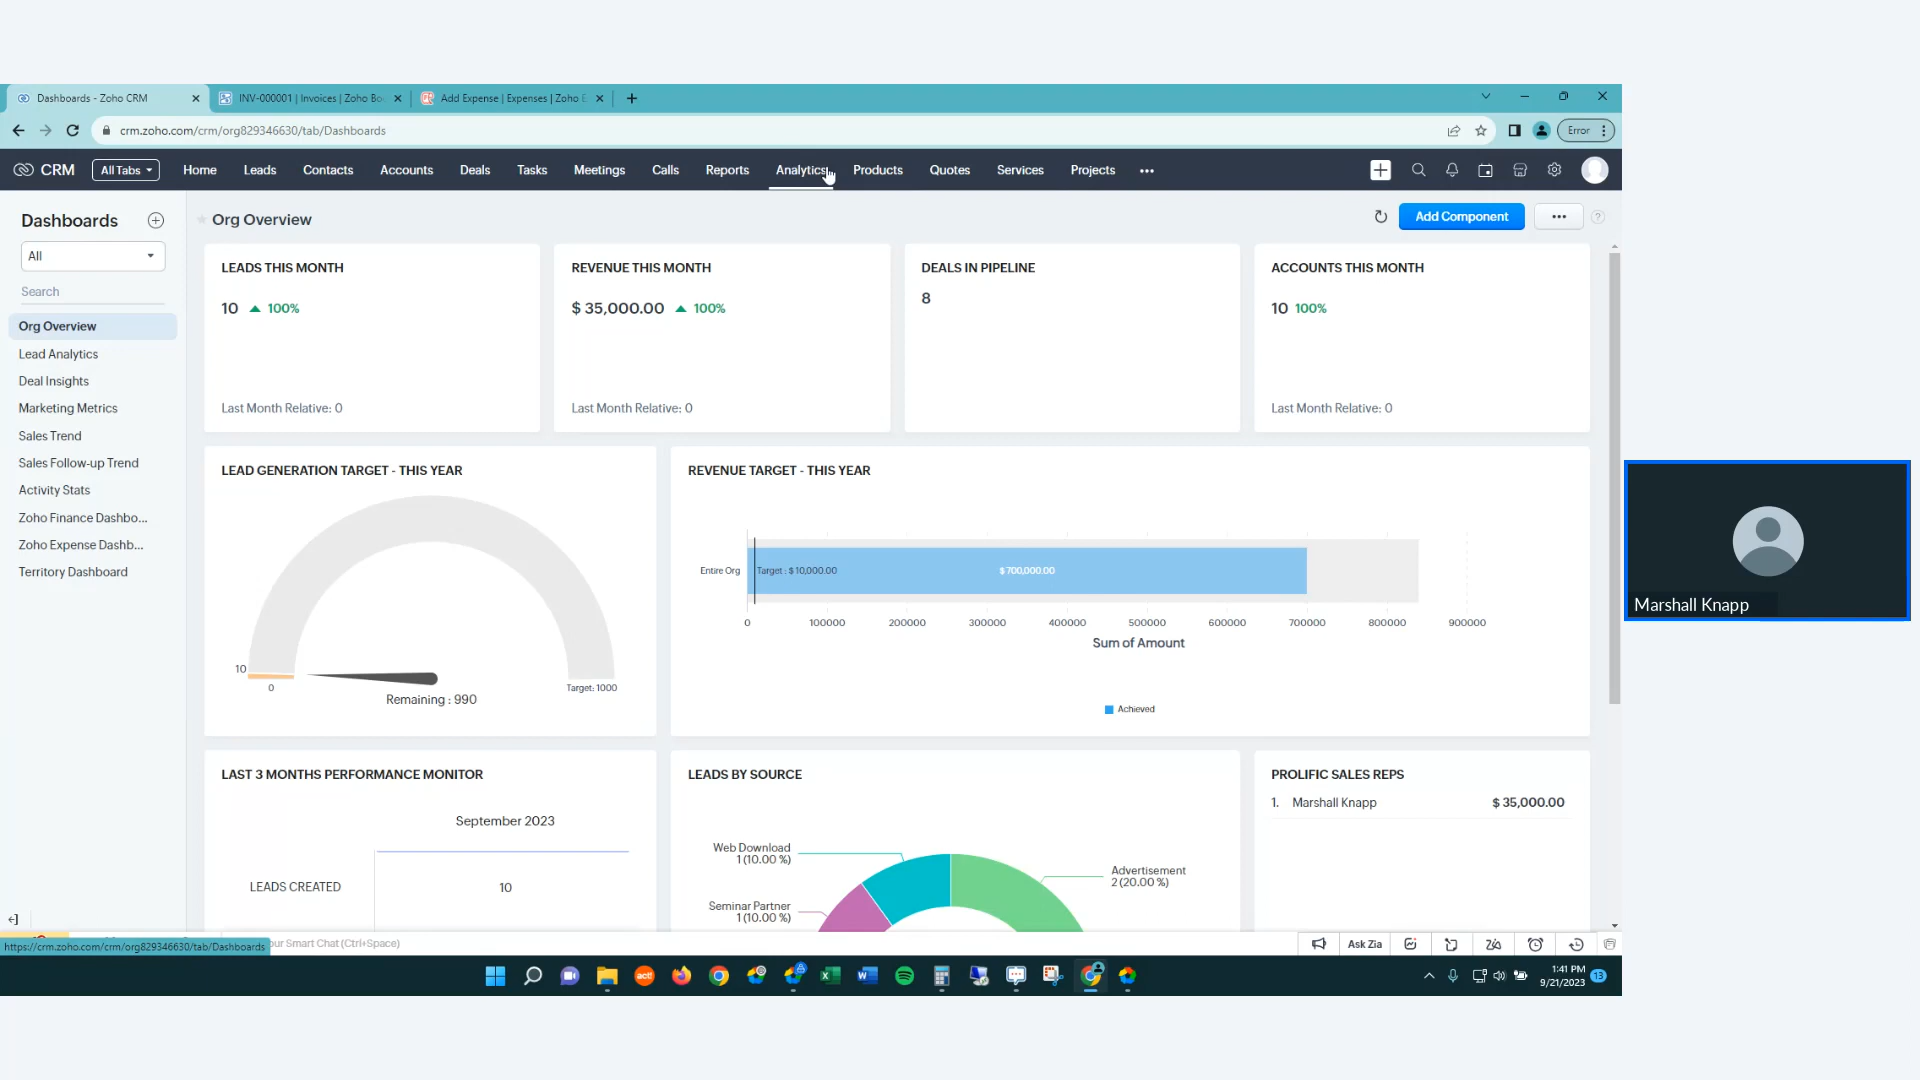 Dashboards - Zoho CRM
INV-000001 | Invoices | Zoho Bo
Add Expense | Expenses | Zoho E
crm.zoho.com/crm/org829346630/tab/Dashboards
Error
CRM
All Tabs
Home
Leads
Contacts
Accounts
Deals
Tasks
Meetings
Calls
Reports
Analytics
Products
Quotes
Services
Projects
Dashboards
All
Search
Org Overview
Lead Analytics
Deal Insights
Marketing Metrics
Sales Trend
Sales Follow-up Trend
Activity Stats
Zoho Finance Dashbo...
Zoho Expense Dashb...
Territory Dashboard
Org Overview
Add Component
LEADS THIS MONTH
10 100%
Last Month Relative: 0
REVENUE THIS MONTH
$ 35,000.00 100%
Last Month Relative: 0
DEALS IN PIPELINE
8
ACCOUNTS THIS MONTH
10 100%
Last Month Relative: 0
LEAD GENERATION TARGET - THIS YEAR
10
0
Target: 1000
Remaining : 990
REVENUE TARGET - THIS YEAR
Entire Org
Target : $ 10,000.00
$ 700,000.00
0 100000 200000 300000 400000 500000 600000 700000 800000 900000
Sum of Amount
Achieved
LAST 3 MONTHS PERFORMANCE MONITOR
September 2023
LEADS CREATED 10
LEADS BY SOURCE
Web Download
1 (10.00 %)
Advertisement
2 (20.00 %)
Seminar Partner
1 (10.00 %)
PROLIFIC SALES REPS
1. Marshall Knapp $ 35,000.00
https://crm.zoho.com/crm/org829346630/tab/Dashboards
our Smart Chat (Ctrl+Space)
Ask Zia
act!
1:41 PM
9/21/2023
13
Marshall Knapp